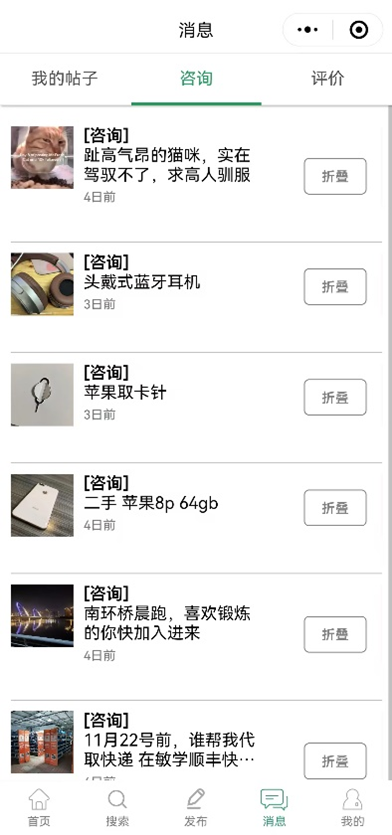 消息
我的帖子
咨询
评价
[咨询]
趾高气昂的猫咪，实在
驾驭不了，求高人驯服
4日前
折叠
[咨询]
头戴式蓝牙耳机
3日前
折叠
[咨询]
苹果取卡针
3日前
折叠
[咨询]
二手 苹果8p 64gb
4日前
折叠
[咨询]
南环桥晨跑，喜欢锻炼
的你快加入进来
4日前
折叠
[咨询]
11月22号前，谁帮我代
取快递 在敏学顺丰快…
折叠
首页
搜索
发布
消息
我的